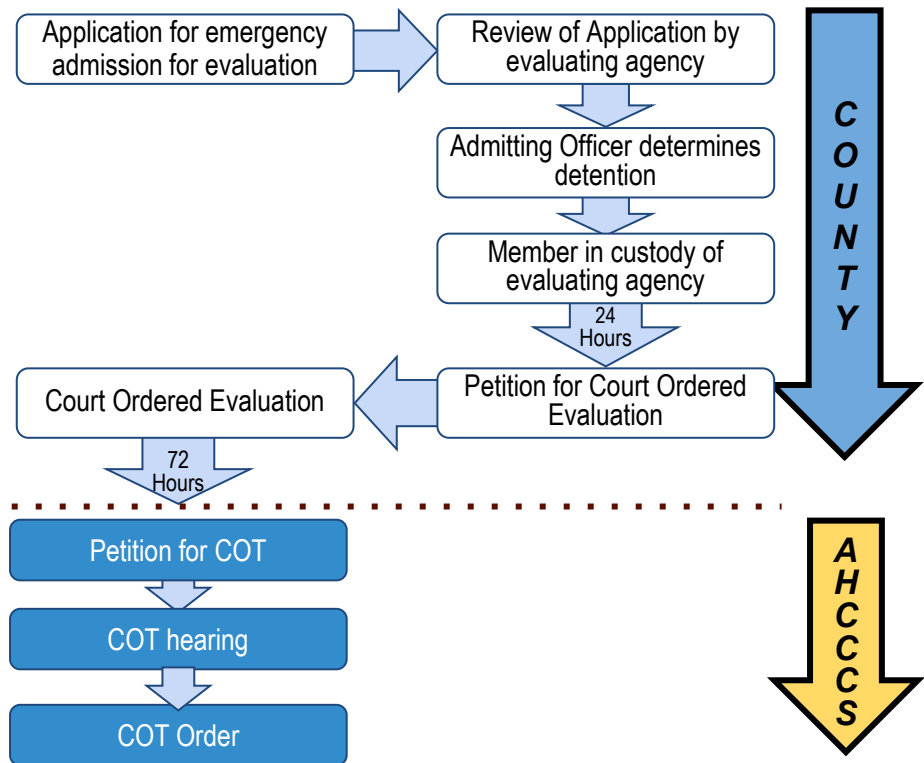 Application for emergency
admission for evaluation
Review of Application by
evaluating agency
Admitting Officer determines
detention
Member in custody of
evaluating agency
24
Hours
Petition for Court Ordered
Evaluation
Court Ordered Evaluation
72
Hours
COUNTY
Petition for COT
COT hearing
COT Order
AHCCCS